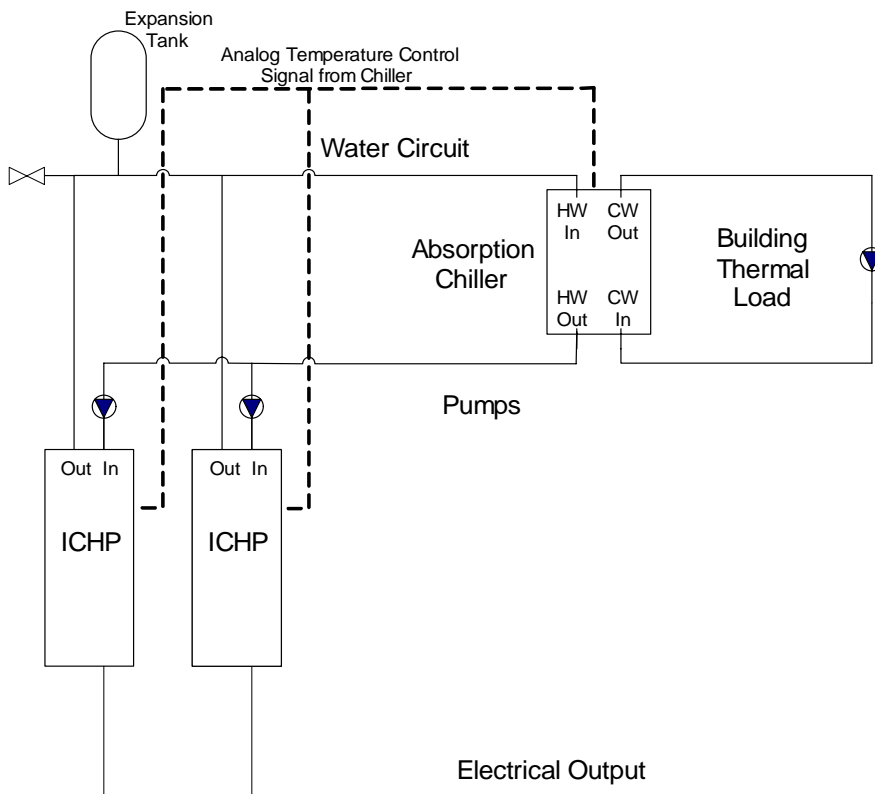 Expansion
Tank
Analog Temperature Control
Signal from Chiller
Water Circuit
HW
In
CW
Out
Absorption
Chiller
Building
Thermal
Load
HW
Out
CW
In
Pumps
Out In
ICHP
Out In
ICHP
Electrical Output